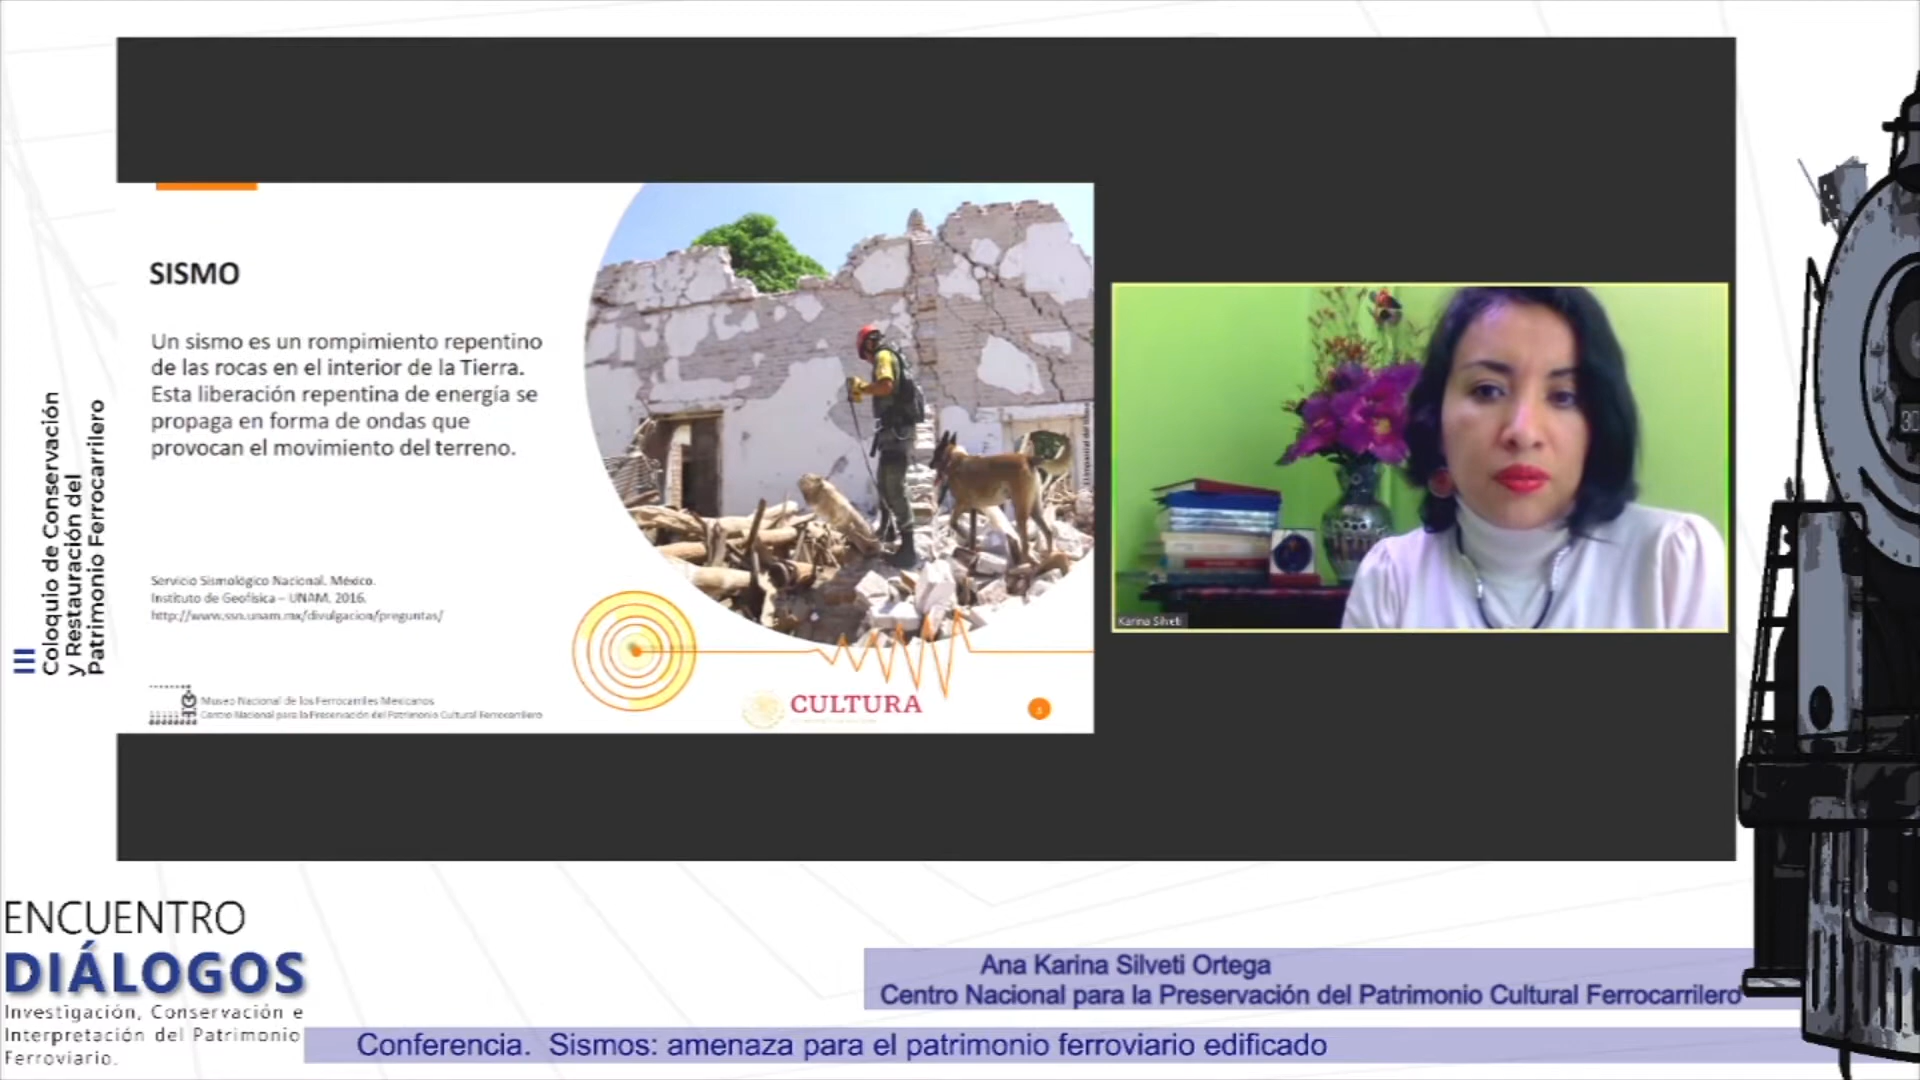 III
Coloquio de Conservación
y Restauración del
Patrimonio Ferrocarrilero
SISMO
Un sismo es un rompimiento repentino
de las rocas en el interior de la Tierra.
Esta liberación repentina de energía se
propaga en forma de ondas que
provocan el movimiento del terreno.
Servicio Sismológico Nacional. México.
Instituto de Geofísica – UNAM. 2016.
http://www.ssn.unam.mx/divulgacion/preguntas/
Museo Nacional de los Ferrocarriles Mexicanos
Centro Nacional para la Preservación del Patrimonio Cultural Ferrocarrilero
CULTURA
Karina Silveti
ENCUENTRO
DIÁLOGOS
Investigación, Conservación e
Interpretación del Patrimonio
Ferroviario.
Ana Karina Silveti Ortega
Centro Nacional para la Preservación del Patrimonio Cultural Ferrocarrilero
Conferencia. Sismos: amenaza para el patrimonio ferroviario edificado